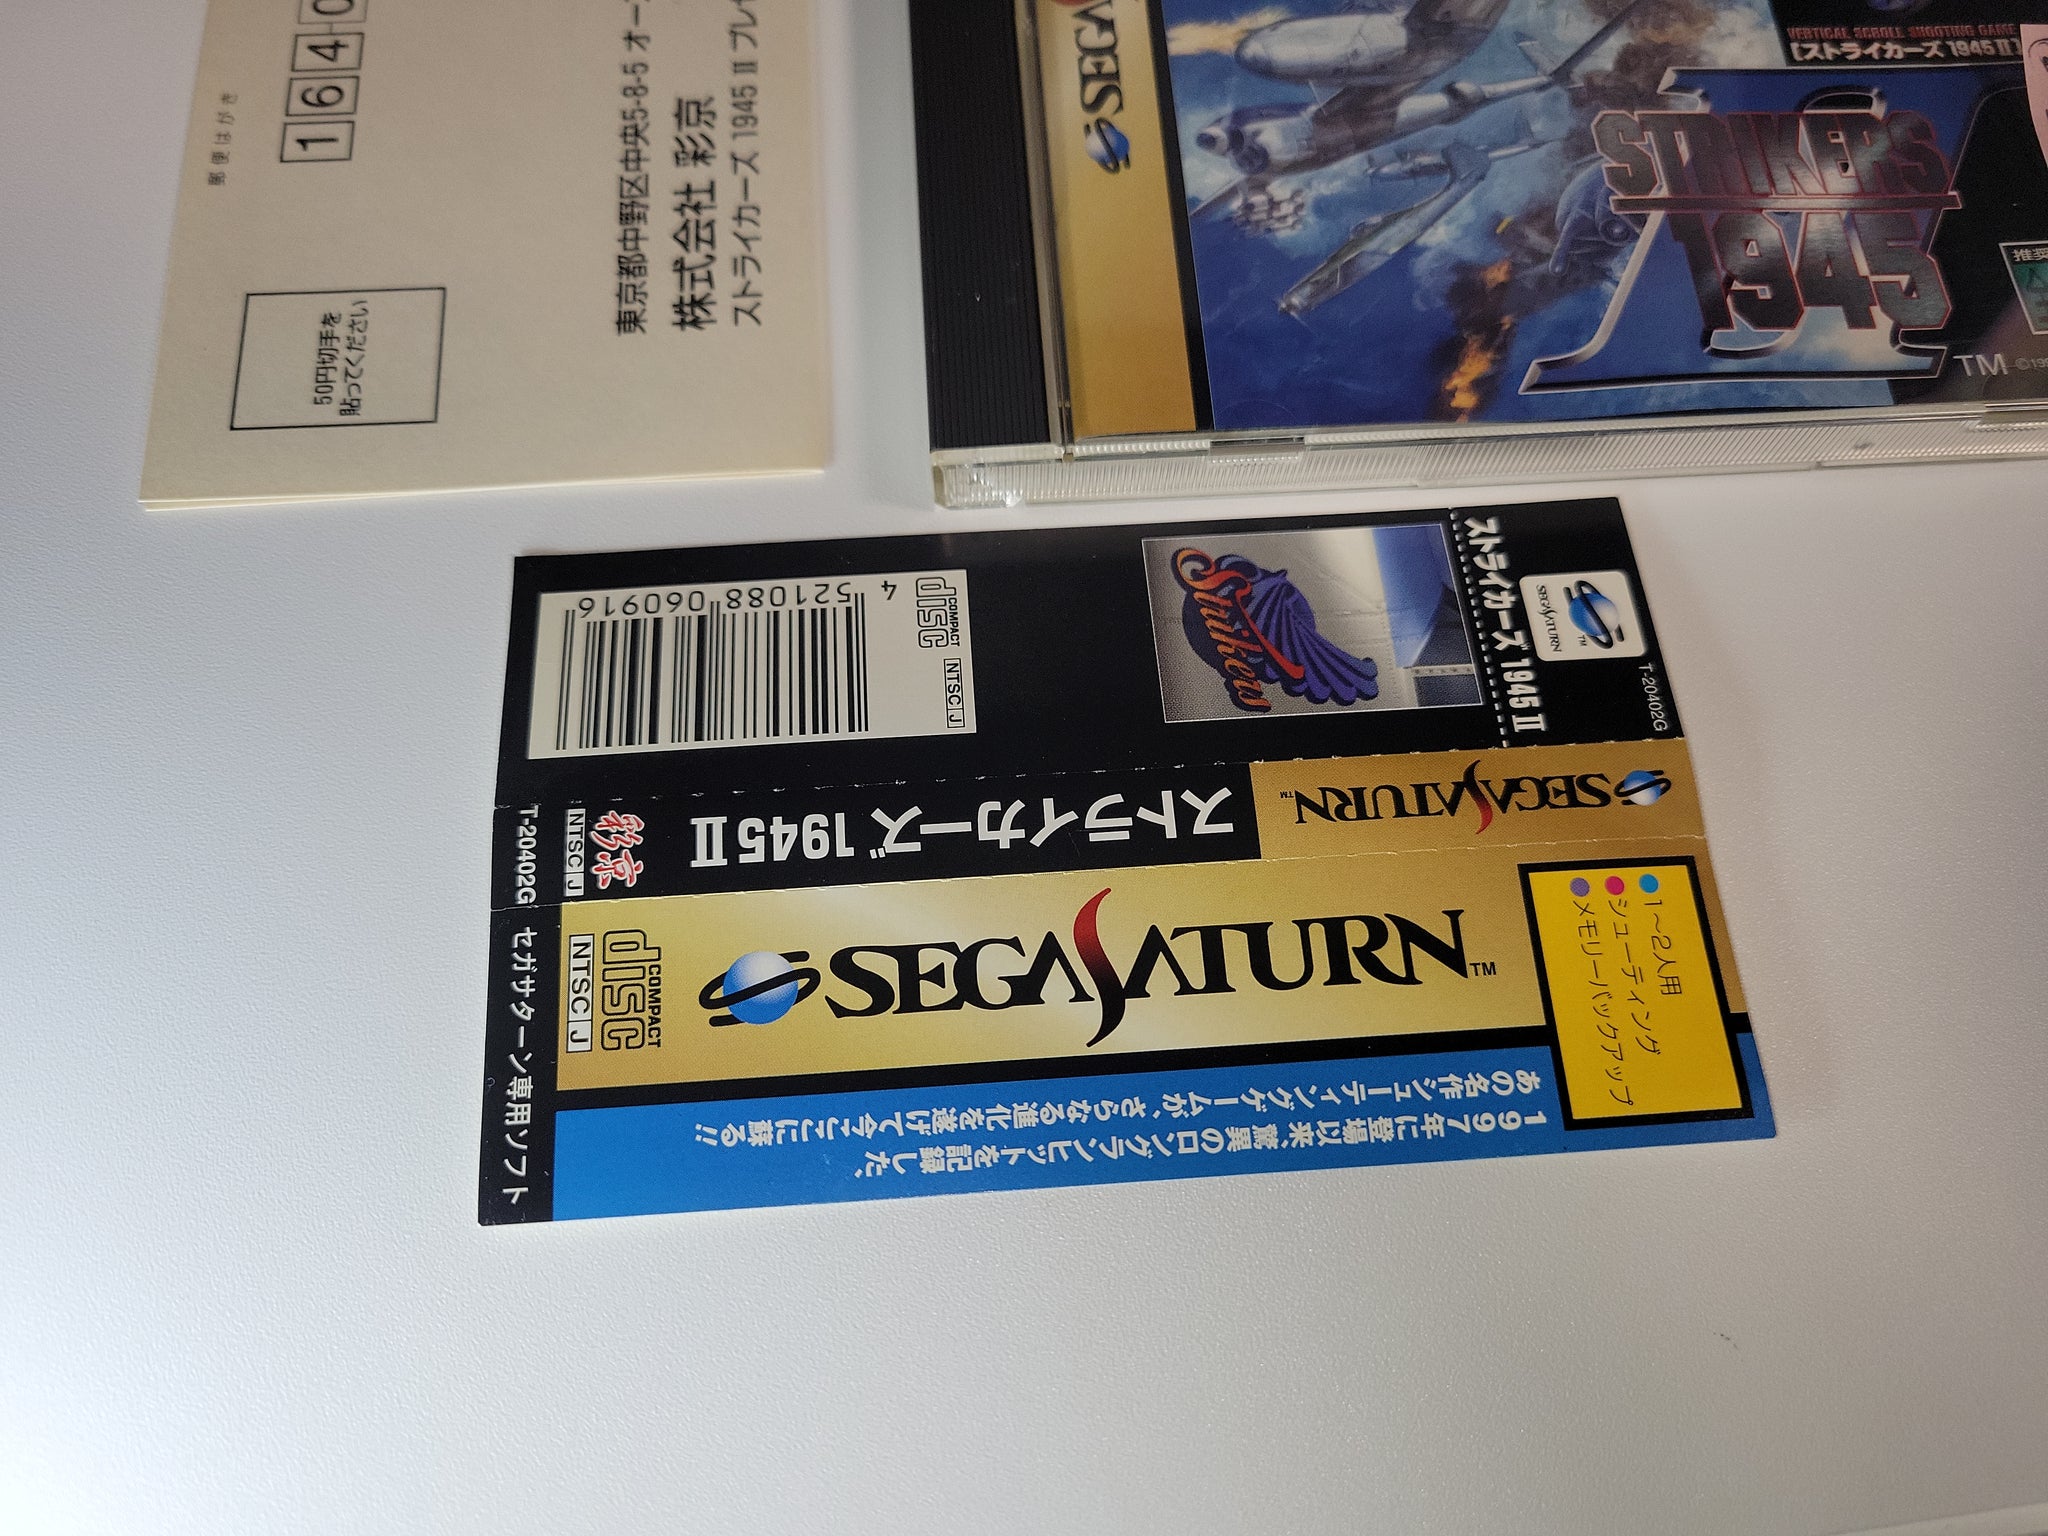 郵便はがき
164-0
50円切手を
貼ってください
東京都中野区中央5-8-5 オー
株式会社 彩京
ストライカーズ 1945 II プレ
SEGA
VERTICAL SCROLL SHOOTING GAME
[ストライカーズ 1945 II]
STRIKERS
1945
II
TM
©199
推奨
4 521088 060916
COMPACT
disc
NTSC J
Strikers
ストライカーズ 1945 II
SEGA SATURN
TM
T-20402G
T-20402G
NTSC J
彩京
ストライカーズ 1945 II
SEGA SATURN TM
セガサターン専用ソフト
COMPACT
disc
NTSC J
SEGA SATURN TM
1~2人用
シューティング
メモリーバックアップ
1997年に登場以来、驚異のロングランヒットを記録した、
あの名作シューティングゲームが、さらなる進化を遂げて今ここに蘇る!!